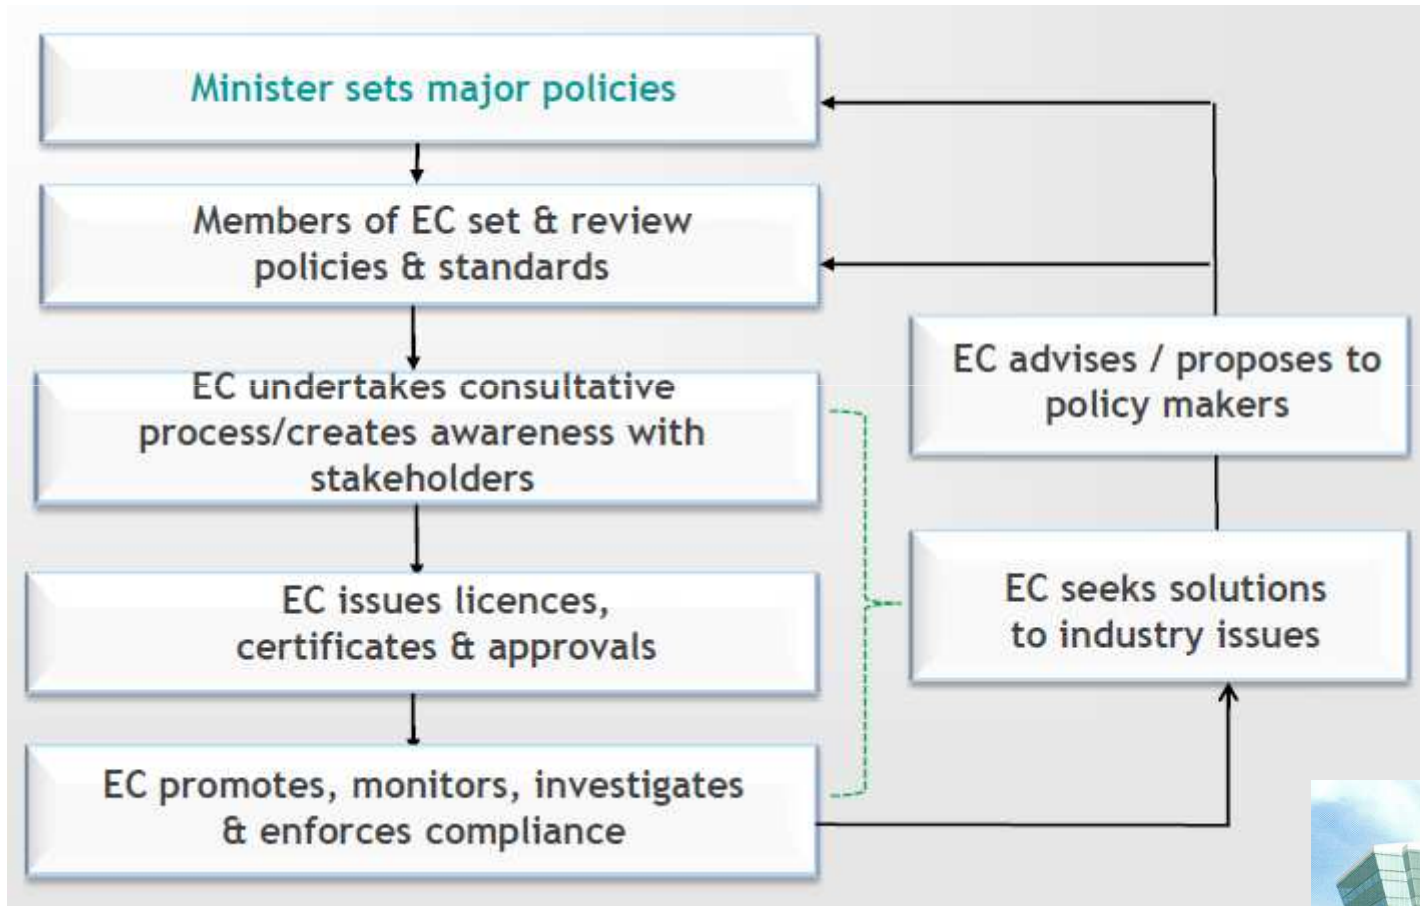 Minister sets major policies
Members of EC set & review
policies & standards
EC undertakes consultative
process/creates awareness with
stakeholders
EC issues licences,
certificates & approvals
EC promotes, monitors, investigates
& enforces compliance
EC advises / proposes to
policy makers
EC seeks solutions
to industry issues